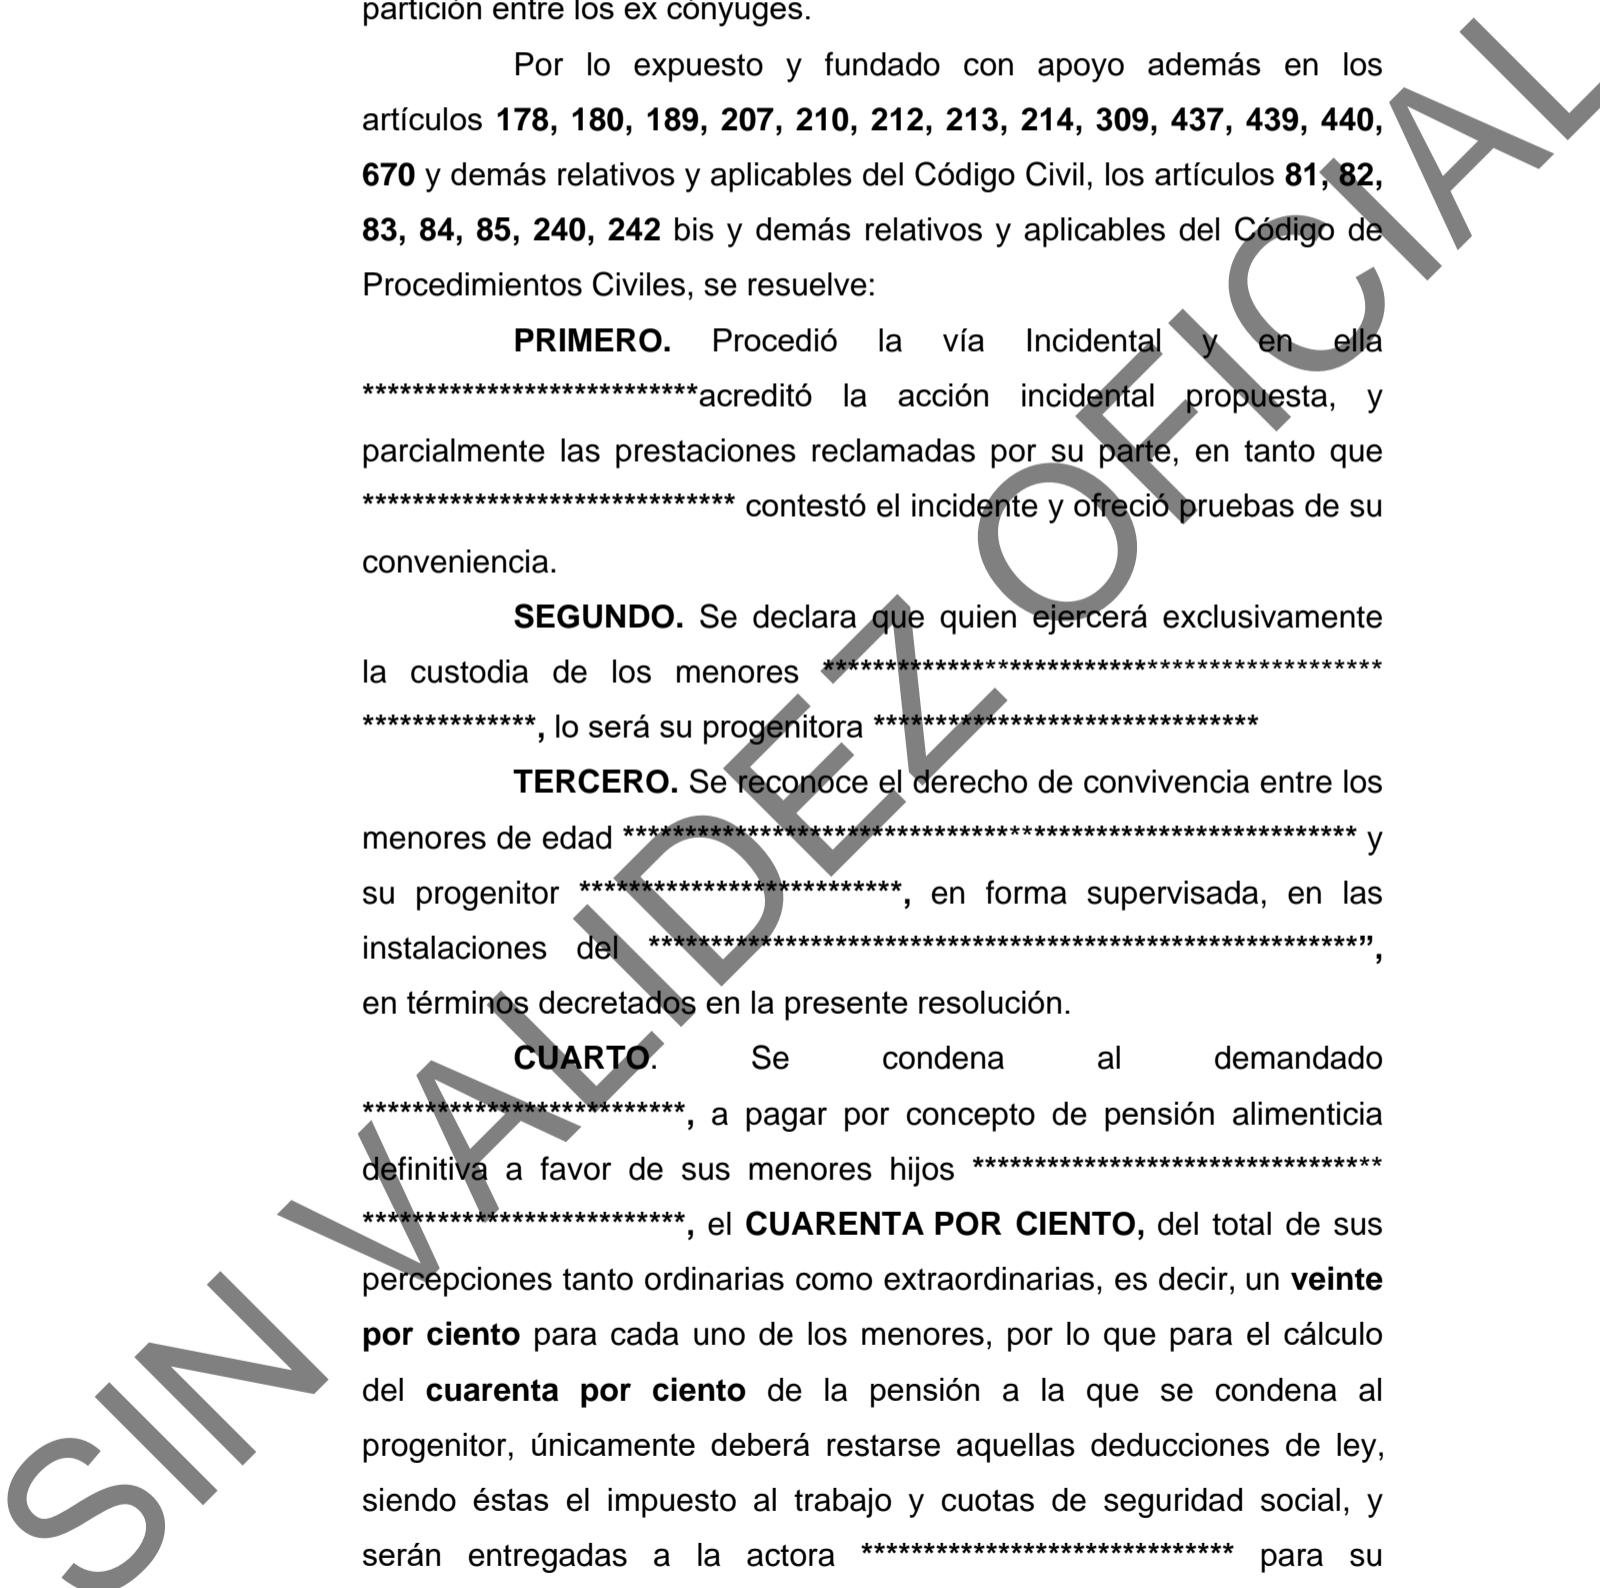 partición entre los ex cónyuges.
Por lo expuesto y fundado con apoyo además en los
artículos 178, 180, 189, 207, 210, 212, 213, 214, 309, 437, 439, 440,
670 y demás relativos y aplicables del Código Civil, los artículos 81, 82,
83, 84, 85, 240, 242 bis y demás relativos y aplicables del Código de
Procedimientos Civiles, se resuelve:
PRIMERO. Procedió la vía Incidental y en ella
***************************acreditó la acción incidental propuesta, y
parcialmente las prestaciones reclamadas por su parte, en tanto que
****************************** contestó el incidente y ofreció pruebas de su
conveniencia.
SEGUNDO. Se declara que quien ejercerá exclusivamente
la custodia de los menores *********************************************
**************, lo será su progenitora *******************************
TERCERO. Se reconoce el derecho de convivencia entre los
menores de edad *********************************************************** y
su progenitor **************************, en forma supervisada, en las
instalaciones del *********************************************************”,
en términos decretados en la presente resolución.
CUARTO. Se condena al demandado
**************************, a pagar por concepto de pensión alimenticia
definitiva a favor de sus menores hijos *********************************
**************************, el CUARENTA POR CIENTO, del total de sus
percepciones tanto ordinarias como extraordinarias, es decir, un veinte
por ciento para cada uno de los menores, por lo que para el cálculo
del cuarenta por ciento de la pensión a la que se condena al
progenitor, únicamente deberá restarse aquellas deducciones de ley,
siendo éstas el impuesto al trabajo y cuotas de seguridad social, y
serán entregadas a la actora ****************************** para su
SIN VALIDEZ OFICIAL